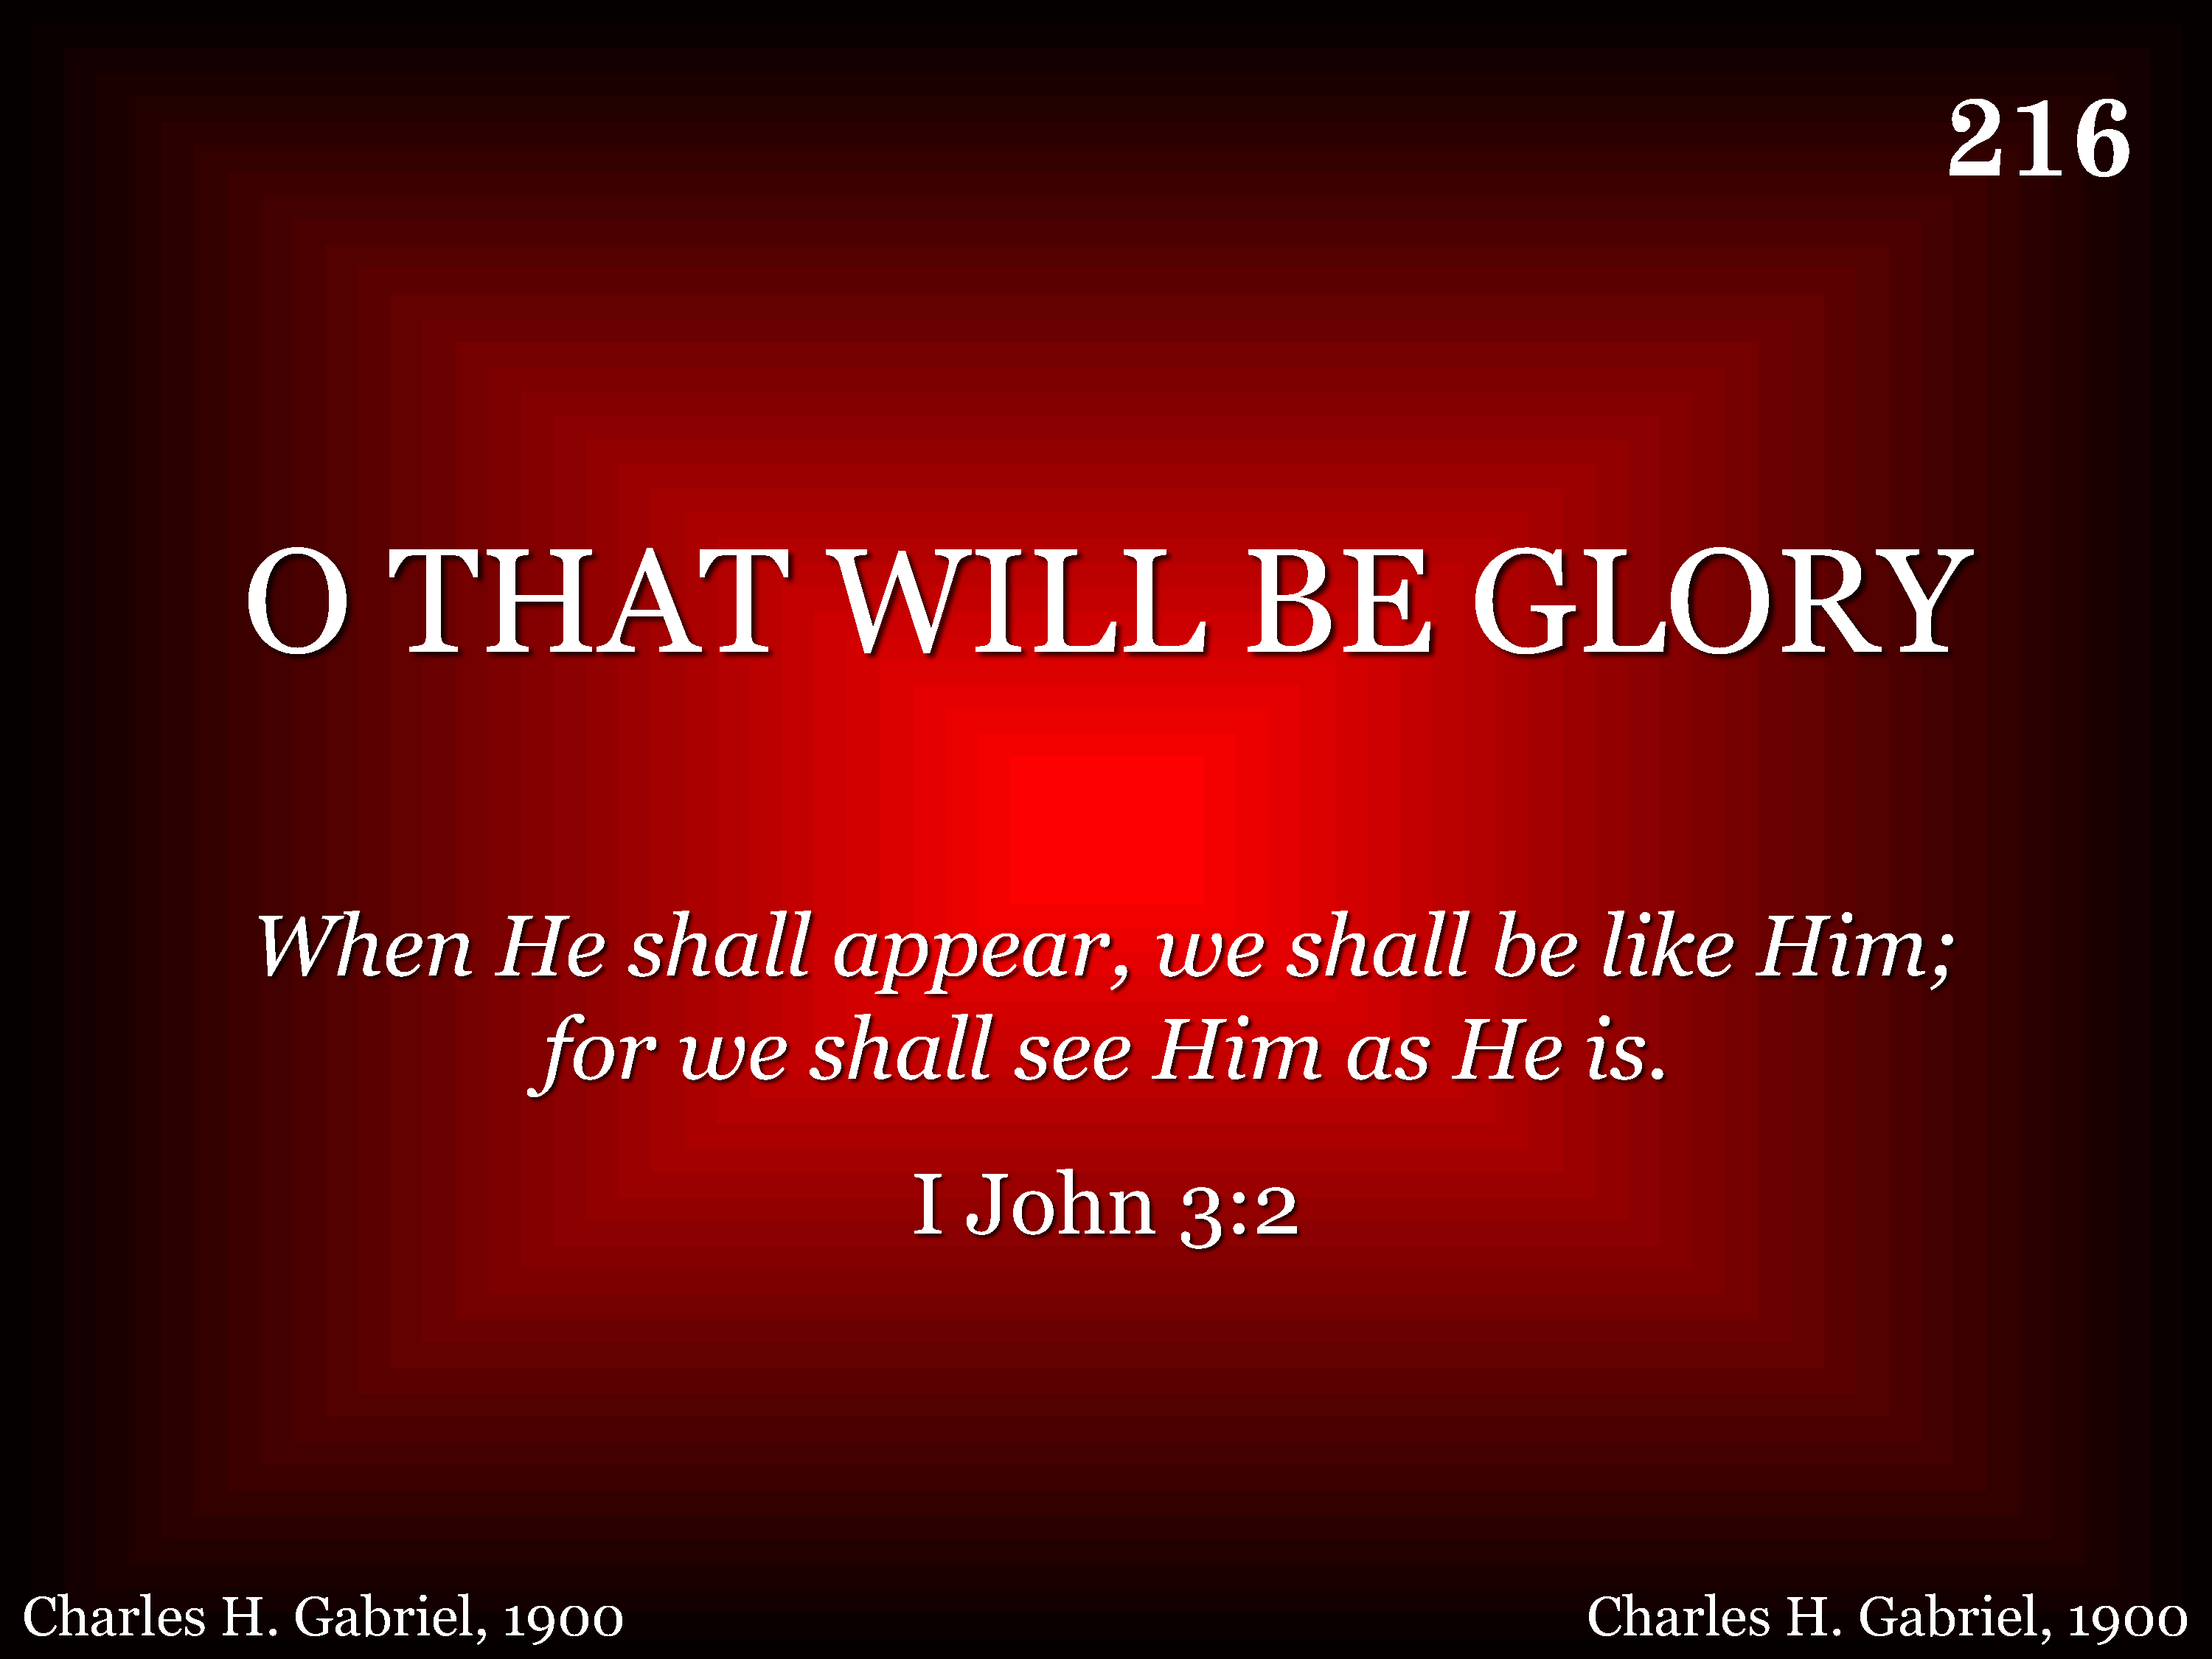 216
O THAT WILL BE GLORY
When He shall appear, we shall be like Him;
for we shall see Him as He is.
I John 3:2
Charles H. Gabriel, 1900
Charles H. Gabriel, 1900